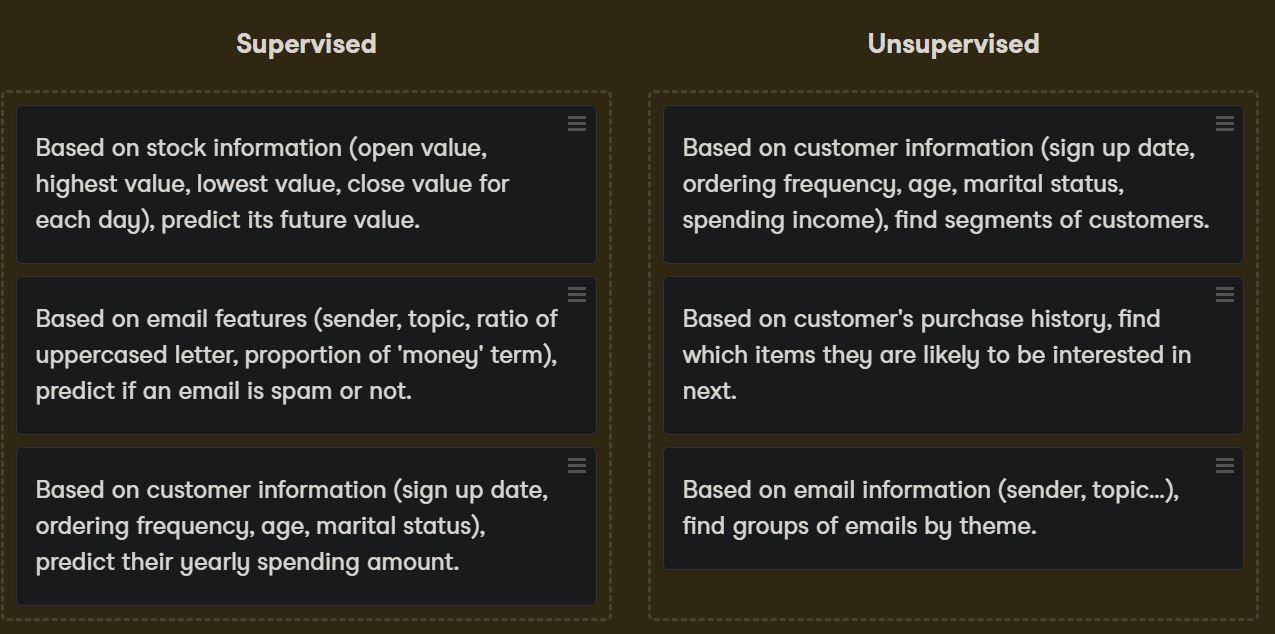 Supervised
Unsupervised
Based on stock information (open value,
highest value, lowest value, close value for
each day), predict its future value.
Based on email features (sender, topic, ratio of
uppercased letter, proportion of 'money' term),
predict if an email is spam or not.
Based on customer information (sign up date,
ordering frequency, age, marital status),
predict their yearly spending amount.
Based on customer information (sign up date,
ordering frequency, age, marital status,
spending income), find segments of customers.
Based on customer's purchase history, find
which items they are likely to be interested in
next.
Based on email information (sender, topic...),
find groups of emails by theme.